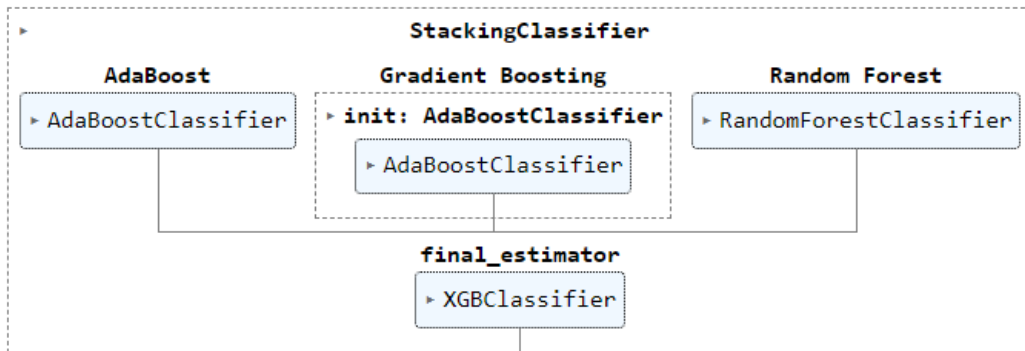 StackingClassifier
AdaBoost
Gradient Boosting
Random Forest
AdaBoostClassifier
init: AdaBoostClassifier
AdaBoostClassifier
RandomForestClassifier
final_estimator
XGBClassifier